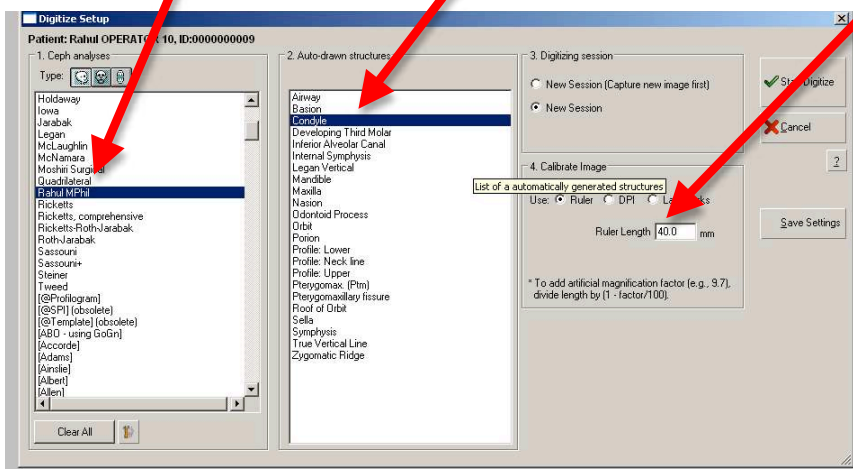 Digitize Setup
Patient: Rahul OPERATOR 10, ID:0000000009
1. Ceph analyses
Type:
Holdaway
Iowa
Jarabak
Legan
McLaughlin
McNamara
Moshiri Surgical
Quadrilateral
Rahul MPhil
Ricketts
Ricketts, comprehensive
Ricketts-Roth-Jarabak
Roth-Jarabak
Sassouni
Sassouni+
Steiner
Tweed
[@Profilogram]
[@SPI] (obsolete)
[@Template] (obsolete)
[ABO - using GoGn]
[Accorde]
[Adams]
[Ainslie]
[Albert]
[Allen]
Clear All
2. Auto-drawn structures
Airway
Basion
Condyle
Developing Third Molar
Inferior Alveolar Canal
Internal Symphysis
Legan Vertical
Mandible
Maxilla
Nasion
Odontoid Process
Orbit
Porion
Profile: Lower
Profile: Neck line
Profile: Upper
Pterygomax. (Ptm)
Pterygomaxillary fissure
Roof of Orbit
Sella
Symphysis
True Vertical Line
Zygomatic Ridge
3. Digitizing session
New Session (Capture new image first)
New Session
4. Calibrate Image
List of a automatically generated structures
Use: Ruler DPI
Ruler Length 40.0 mm
* To add artificial magnification factor (e.g., 9.7),
divide length by (1 - factor/100).
Digitize
Cancel
?
Save Settings